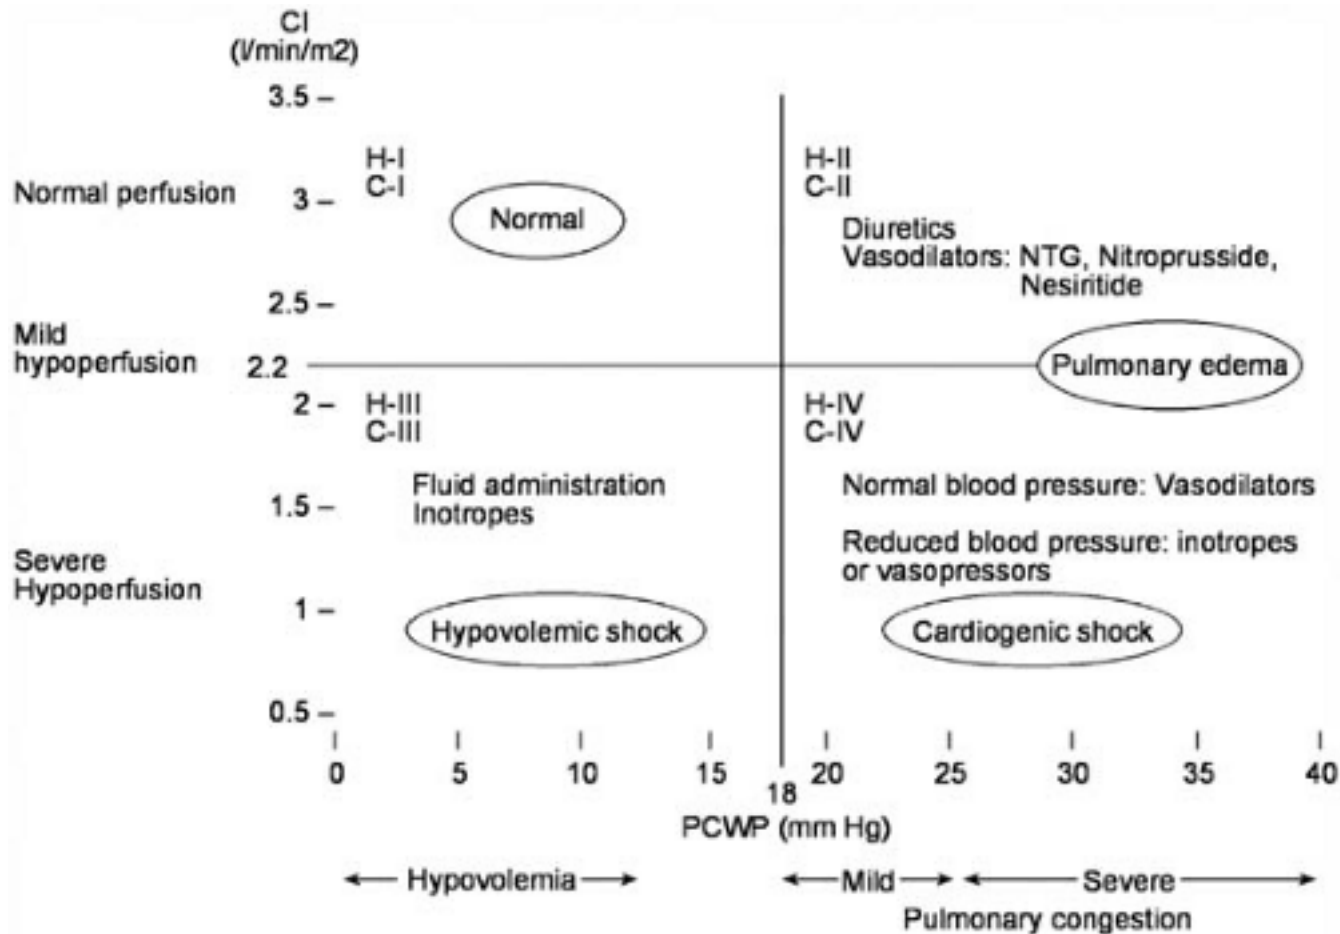 CI
(l/min/m2)
3.5
H-I
C-I
H-II
C-II
Normal perfusion
3
Normal
Diuretics
Vasodilators: NTG, Nitroprusside,
Nesiritide
2.5
Mild
hypoperfusion
2.2
Pulmonary edema
2
H-III
C-III
H-IV
C-IV
Fluid administration
Inotropes
Normal blood pressure: Vasodilators
1.5
Reduced blood pressure: inotropes
or vasopressors
Severe
Hypoperfusion
1
Hypovolemic shock
Cardiogenic shock
0.5
0 5 10 15 18 20 25 30 35 40
PCWP (mm Hg)
Hypovolemia
Mild
Severe
Pulmonary congestion